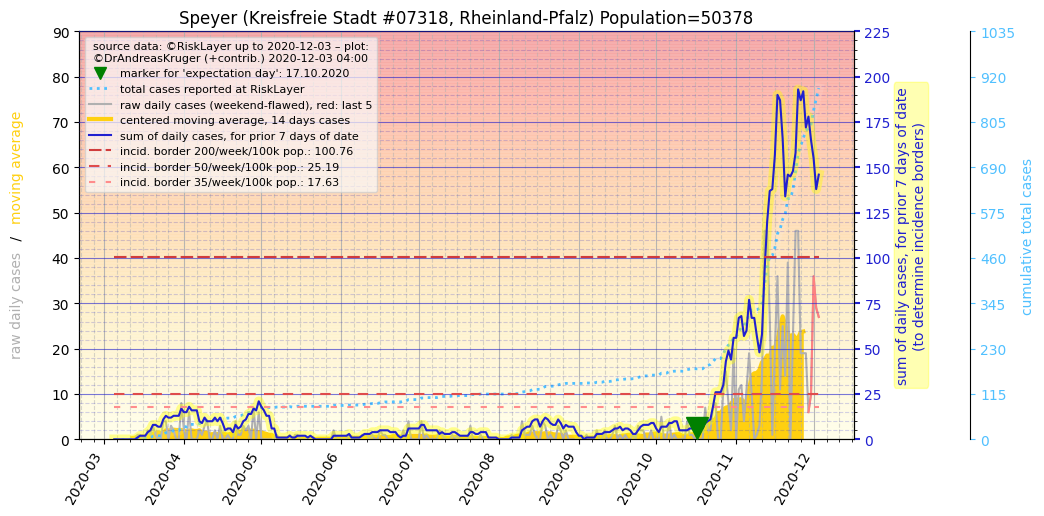 Speyer (Kreisfreie Stadt #07318, Rheinland-Pfalz) Population=50378
source data: ©RiskLayer up to 2020-12-03 – plot:
©DrAndreasKruger (+contrib.) 2020-12-03 04:00
marker for 'expectation day': 17.10.2020
total cases reported at RiskLayer
raw daily cases (weekend-flawed), red: last 5
centered moving average, 14 days cases
sum of daily cases, for prior 7 days of date
incid. border 200/week/100k pop.: 100.76
incid. border 50/week/100k pop.: 25.19
incid. border 35/week/100k pop.: 17.63
raw daily cases / moving average
90
80
70
60
50
40
30
20
10
0
2020-03
2020-04
2020-05
2020-06
2020-07
2020-08
2020-09
2020-10
2020-11
2020-12
225
200
175
150
125
100
75
50
25
0
sum of daily cases, for prior 7 days of date
(to determine incidence borders)
1035
920
805
690
575
460
345
230
115
0
cumulative total cases